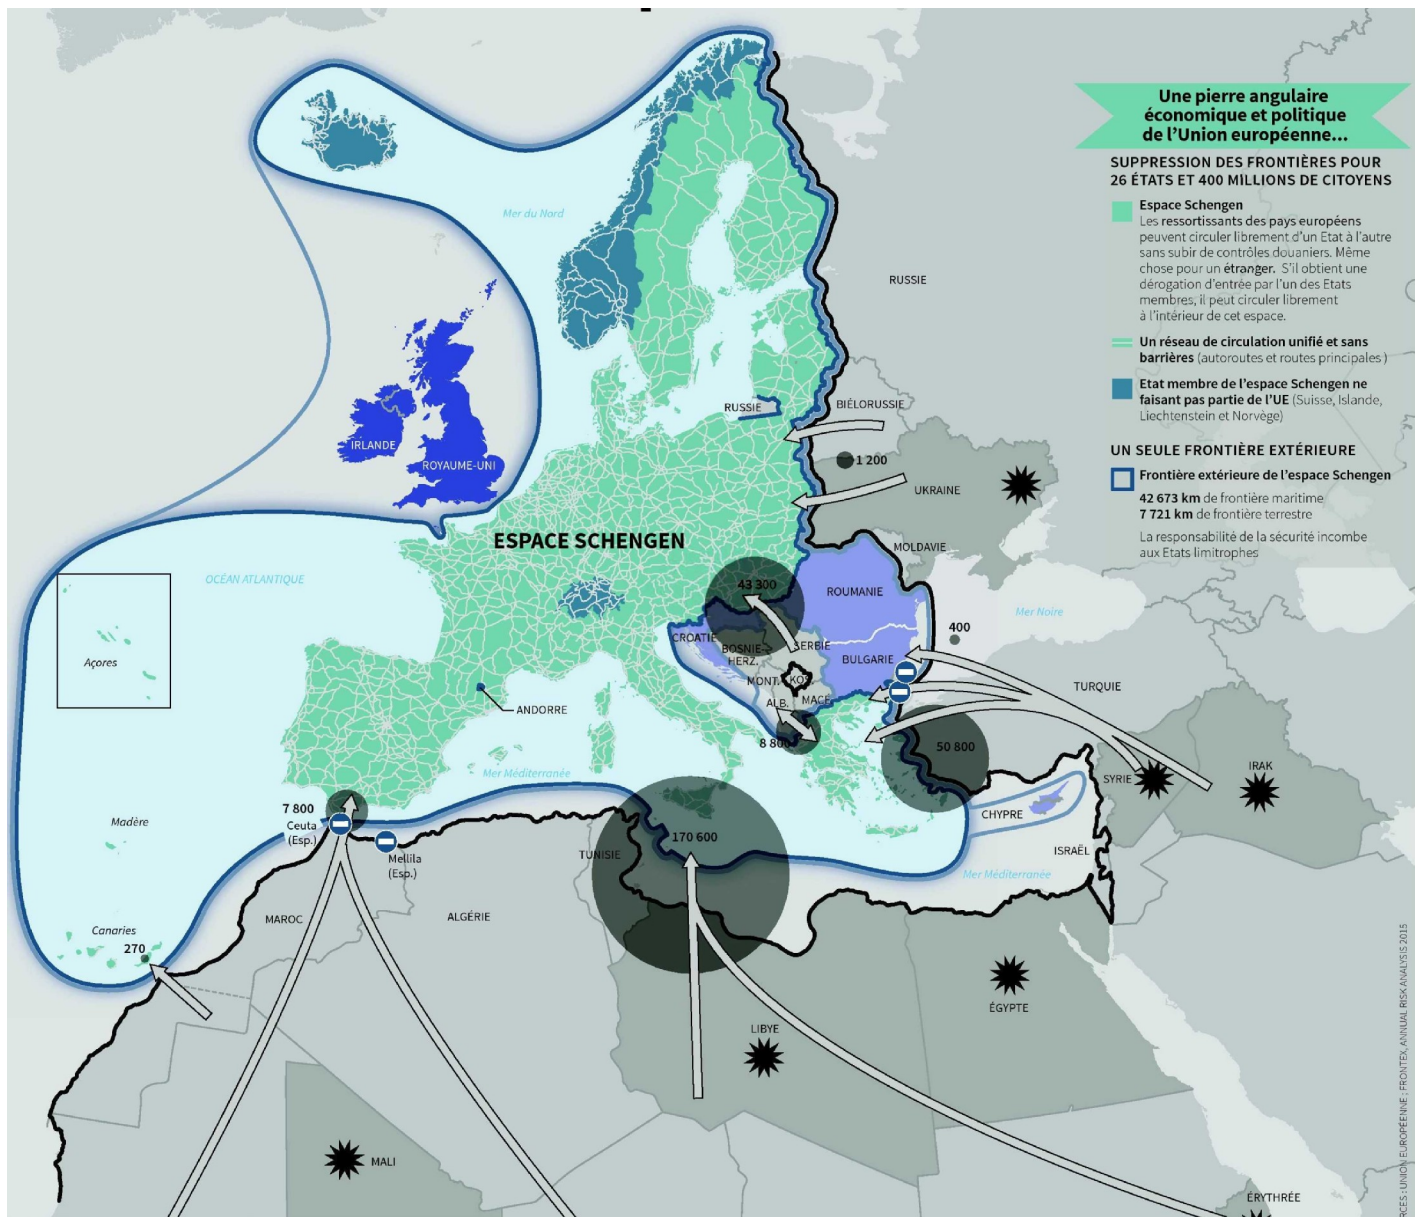 Une pierre angulaire
économique et politique
de l'Union européenne...
SUPPRESSION DES FRONTIÈRES POUR
26 ÉTATS ET 400 MILLIONS DE CITOYENS
Espace Schengen
Les ressortissants des pays européens
peuvent circuler librement d'un Etat à l'autre
sans subir de contrôles douaniers. Même
chose pour un étranger. S'il obtient une
dérogation d'entrée par l'un des Etats
membres, il peut circuler librement
à l'intérieur de cet espace.
Un réseau de circulation unifié et sans
barrières (autoroutes et routes principales )
Etat membre de l'espace Schengen ne
faisant pas partie de l'UE (Suisse, Islande,
Liechtenstein et Norvège)
UN SEULE FRONTIÈRE EXTÉRIEURE
Frontière extérieure de l'espace Schengen
42 673 km de frontière maritime
7 721 km de frontière terrestre
La responsabilité de la sécurité incombe
aux Etats limitrophes
Mer du Nord
RUSSIE
RUSSIE
BIÉLORUSSIE
IRLANDE
ROYAUME-UNI
1 200
UKRAINE
ESPACE SCHENGEN
MOLDAVIE
OCÉAN ATLANTIQUE
43 300
ROUMANIE
Mer Noire
400
CROATIE
BOSNIE-
HERZ.
SERBIE
BULGARIE
Açores
MONT.
KOS.
TURQUIE
ALB.
MACÉ.
ANDORRE
8 800
50 800
Mer Méditerranée
SYRIE
IRAK
7 800
Ceuta
(Esp.)
CHYPRE
Madère
170 600
TUNISIE
ISRAËL
Mellila
(Esp.)
Mer Méditerranée
MAROC
ALGÉRIE
Canaries
270
ÉGYPTE
LIBYE
MALI
ÉRYTHRÉE
RCES : UNION EUROPÉENNE ; FRONTEX, ANNUAL RISK ANALYSIS 2015